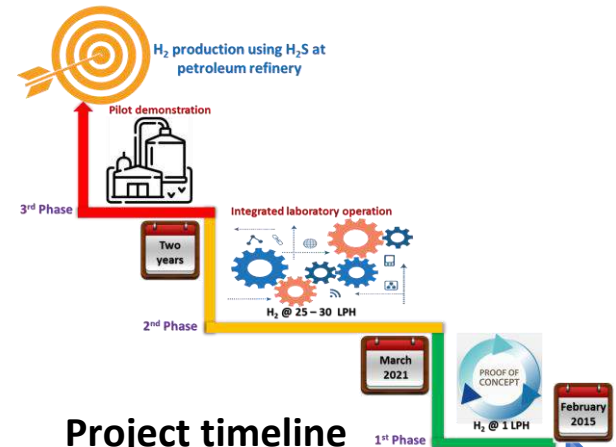 H₂ production using H₂S at
petroleum refinery
Pilot demonstration
3rd Phase
Two
years
Integrated laboratory operation
H₂ @ 25 – 30 LPH
2nd Phase
March
2021
PROOF OF
CONCEPT
H₂ @ 1 LPH
February
2015
1st Phase
Project timeline